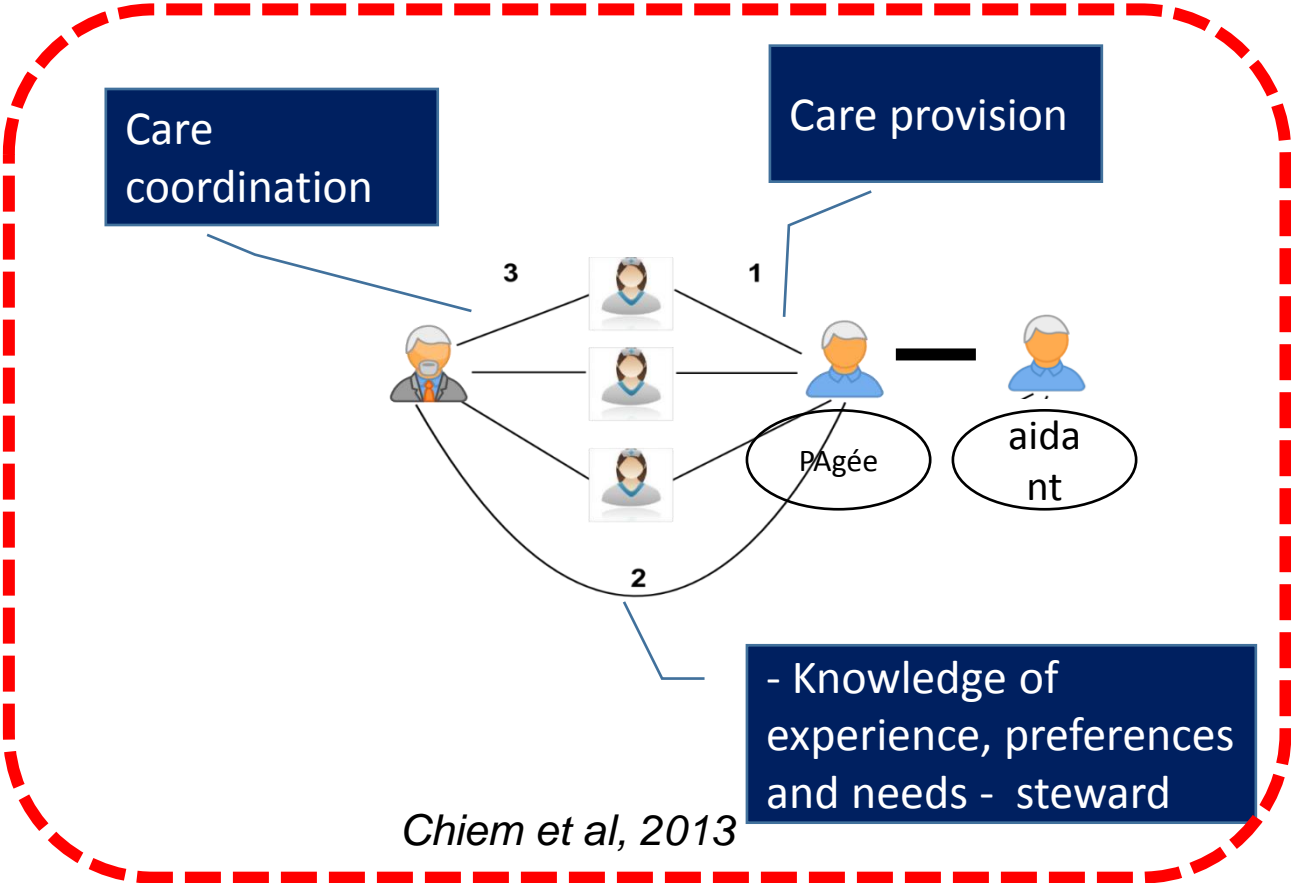 Care
coordination
Care provision
3
1
PAgée
aida
nt
2
- Knowledge of
experience, preferences
and needs - steward
Chiem et al, 2013